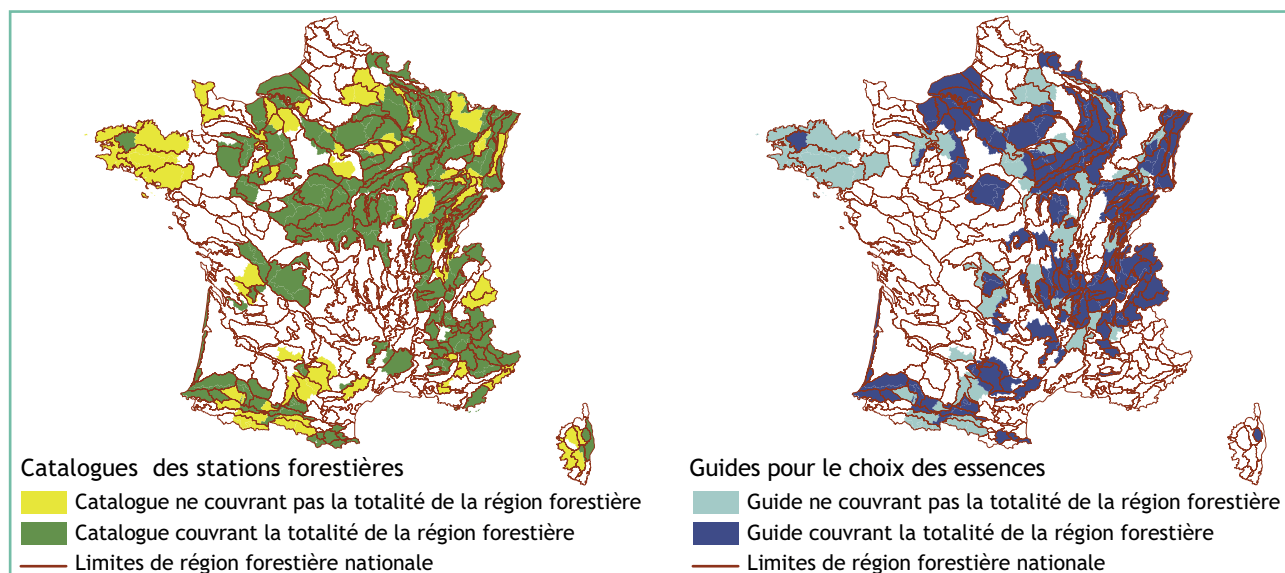 Catalogues des stations forestières
Catalogue ne couvrant pas la totalité de la région forestière
Catalogue couvrant la totalité de la région forestière
Limites de région forestière nationale
Guides pour le choix des essences
Guide ne couvrant pas la totalité de la région forestière
Guide couvrant la totalité de la région forestière
Limites de région forestière nationale